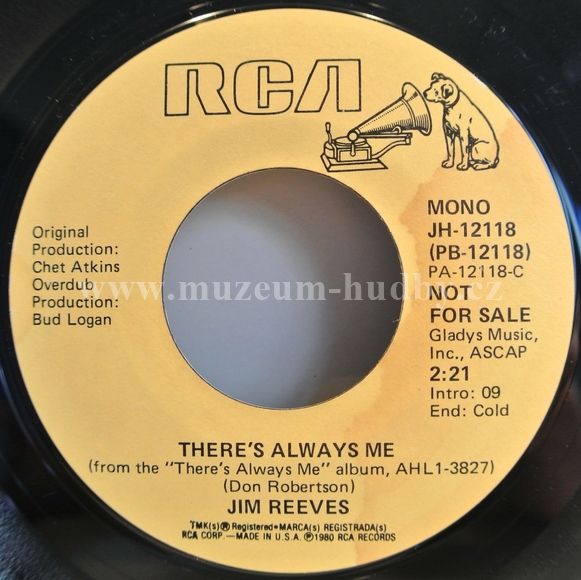 RCA
MONO
JH-12118
(PB-12118)
PA-12118-C
NOT
FOR SALE
Gladys Music,
Inc., ASCAP
2:21
Intro: 09
End: Cold
Original
Production:
Chet Atkins
Overdub
Production:
Bud Logan
www.muzeum-hudby.cz
THERE'S ALWAYS ME
(from the "There's Always Me" album, AHL1-3827)
(Don Robertson)
JIM REEVES
TMK(s)® Registered•MARCA(s) REGISTRADA(s)
RCA CORP.—MADE IN U.S.A. ℗1980 RCA RECORDS